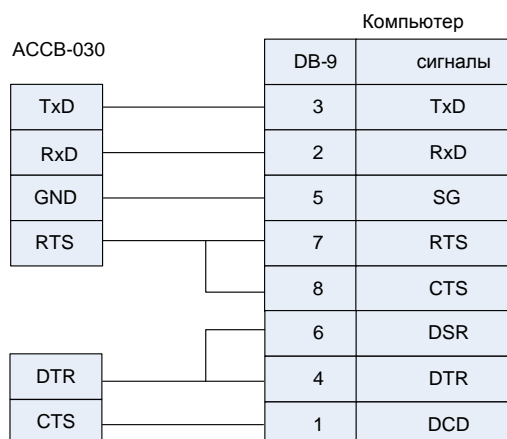 Компьютер
ACCB-030
DB-9 сигналы
TxD 3 TxD
RxD 2 RxD
GND 5 SG
RTS 7 RTS
8 CTS
6 DSR
DTR 4 DTR
CTS 1 DCD